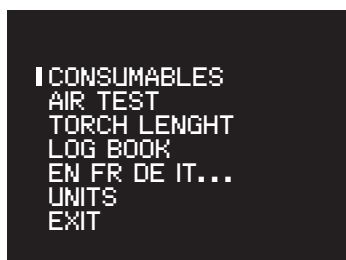 CONSUMABLES
AIR TEST
TORCH LENGHT
LOG BOOK
EN FR DE IT...
UNITS
EXIT